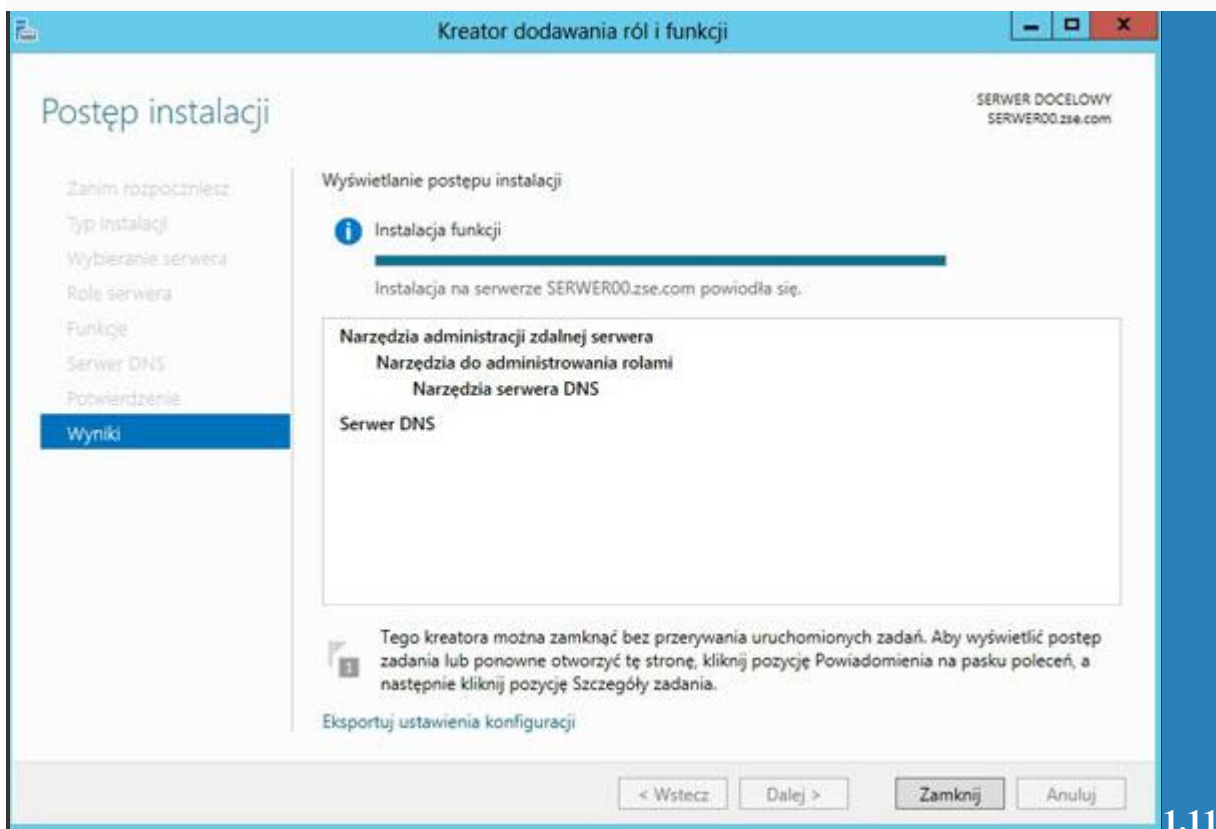 Kreator dodawania ról i funkcji
Postęp instalacji
SERWER DOCELOWY
SERWER00.zse.com
Zanim rozpoczniesz
Typ instalacji
Wybieranie serwera
Role serwera
Funkcje
Serwer DNS
Potwierdzenie
Wyniki
Wyświetlanie postępu instalacji
Instalacja funkcji
Instalacja na serwerze SERWER00.zse.com powiodła się.
Narzędzia administracji zdalnej serwera
Narzędzia do administrowania rolami
Narzędzia serwera DNS
Serwer DNS
1
Tego kreatora można zamknąć bez przerywania uruchomionych zadań. Aby wyświetlić postęp
zadania lub ponowne otworzyć tę stronę, kliknij pozycję Powiadomienia na pasku poleceń, a
następnie kliknij pozycję Szczegóły zadania.
Eksportuj ustawienia konfiguracji
< Wstecz
Dalej >
Zamknij
Anuluj
1.11